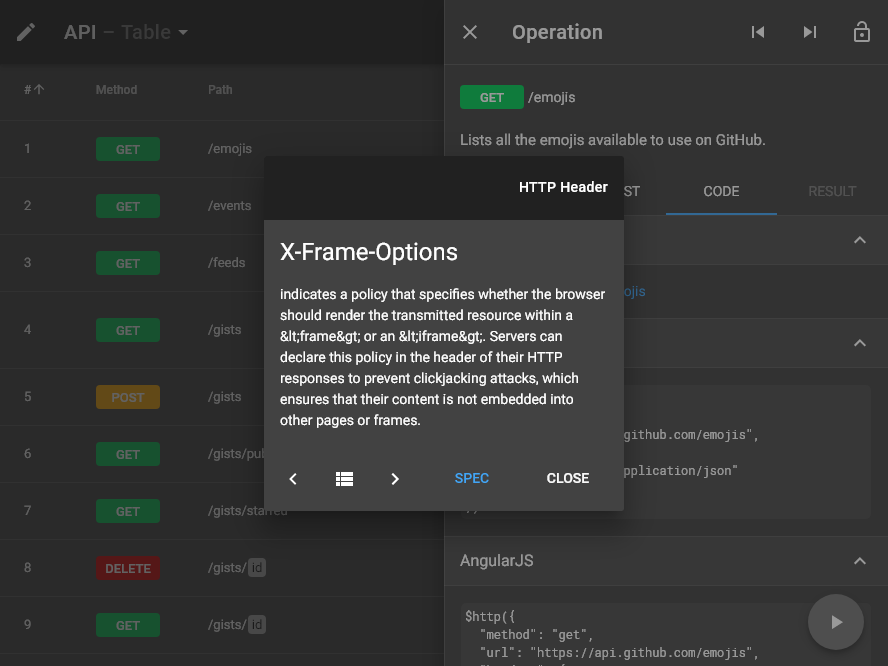 API – Table
Operation
# Method Path
GET /emojis
Lists all the emojis available to use on GitHub.
1 GET /emojis
2 GET /events
3 GET /feeds
4 GET /gists
5 POST /gists
6 GET /gists/pu
7 GET /gists/starred
8 DELETE /gists/ id
9 GET /gists/ id
ST CODE RESULT
HTTP Header
X-Frame-Options
indicates a policy that specifies whether the browser
should render the transmitted resource within a
&lt;frame&gt; or an &lt;iframe&gt;. Servers can
declare this policy in the header of their HTTP
responses to prevent clickjacking attacks, which
ensures that their content is not embedded into
other pages or frames.
SPEC CLOSE
ojis
github.com/emojis",
pplication/json"
AngularJS
$http({
"method": "get",
"url": "https://api.github.com/emojis",